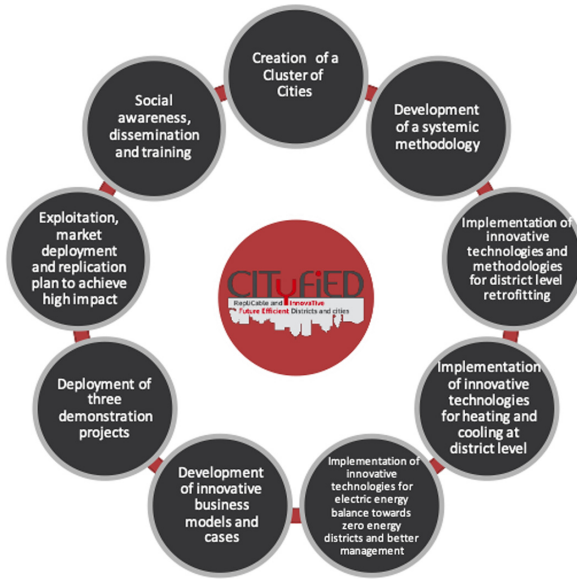 Creation of a
Cluster of
Cities
Development
of a systemic
methodology
Implementation of
innovative
technologies and
methodologies
for district level
retrofitting
Implementation
of innovative
technologies
for heating and
cooling at
district level
Implementation of
innovative
technologies for
electric energy
balance towards
zero energy
districts and better
management
Development
of innovative
business
models and
cases
Deployment of
three
demonstration
projects
Exploitation,
market
deployment
and replication
plan to achieve
high impact
Social
awareness,
dissemination
and training
CITyFiED
RepliCable and InnovaTive
Future Efficient Districts and cities